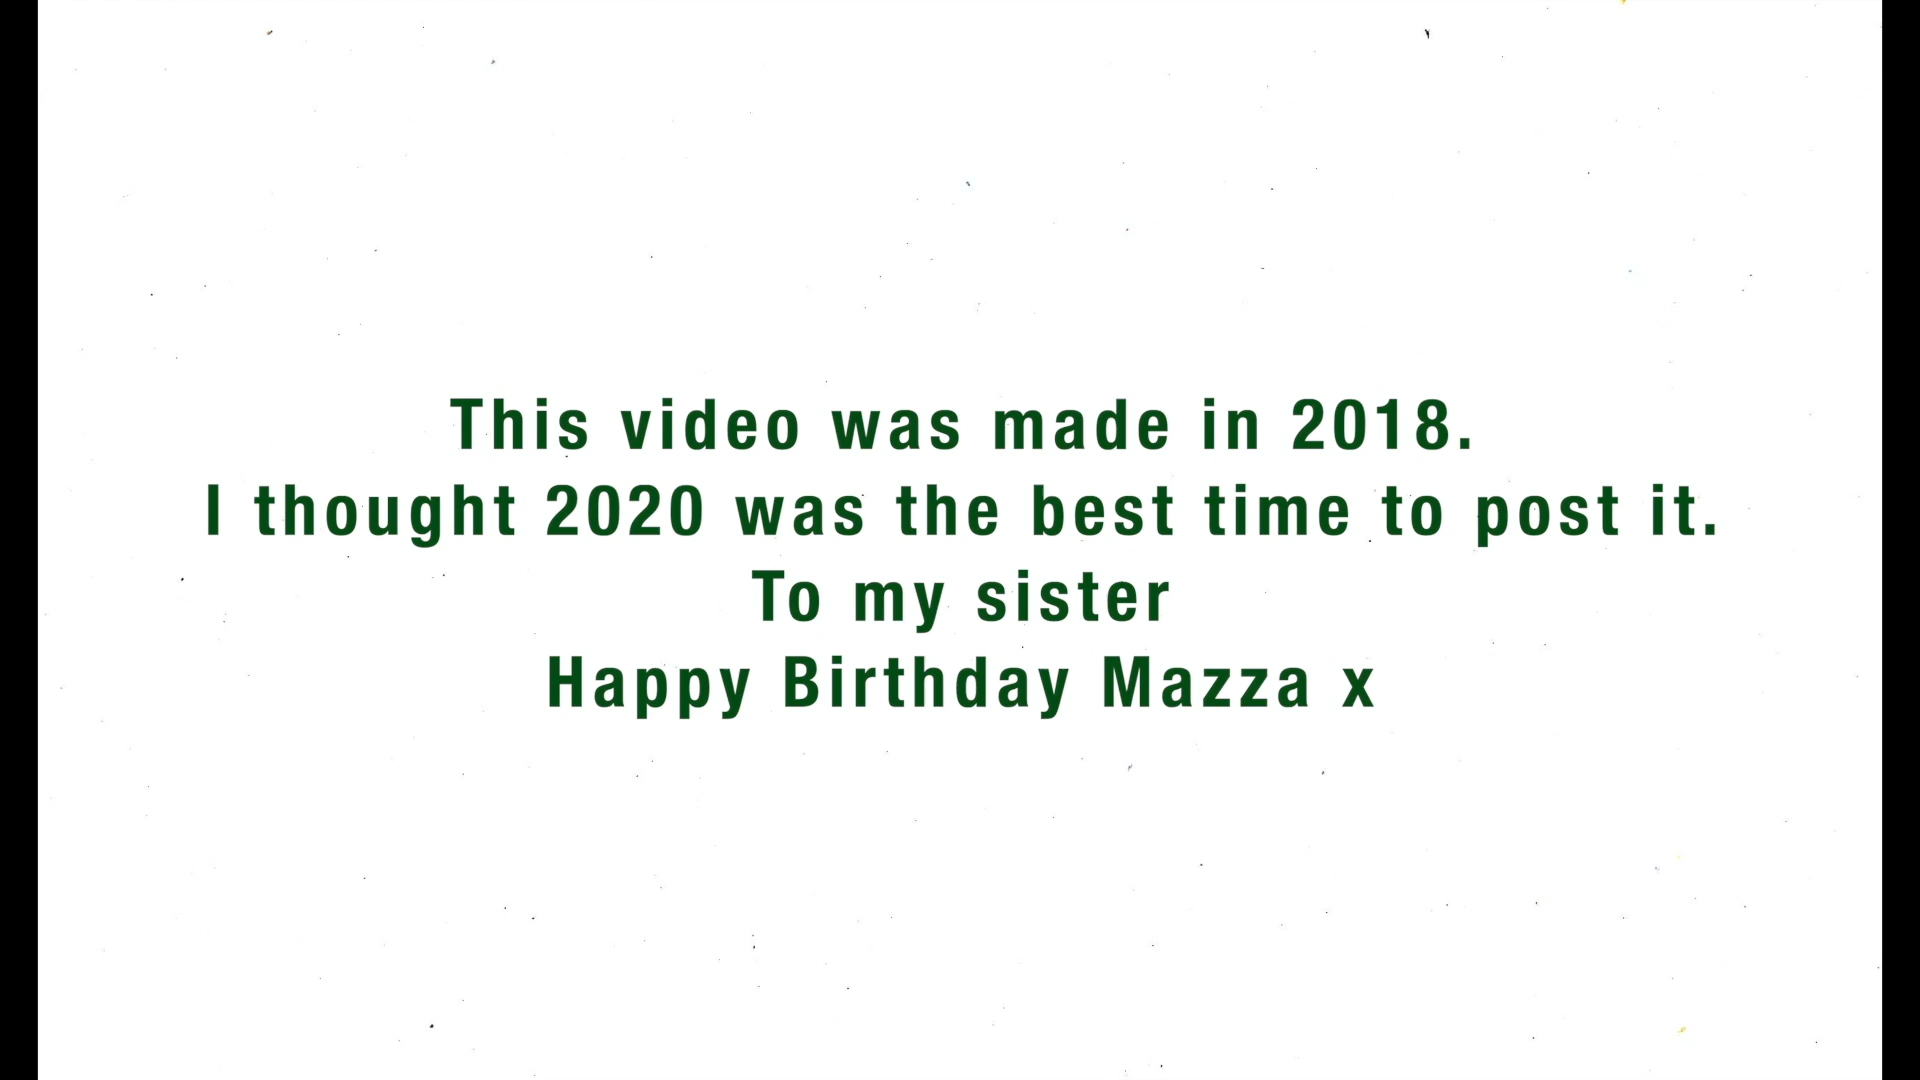 This video was made in 2018.
I thought 2020 was the best time to post it.
To my sister
Happy Birthday Mazza x